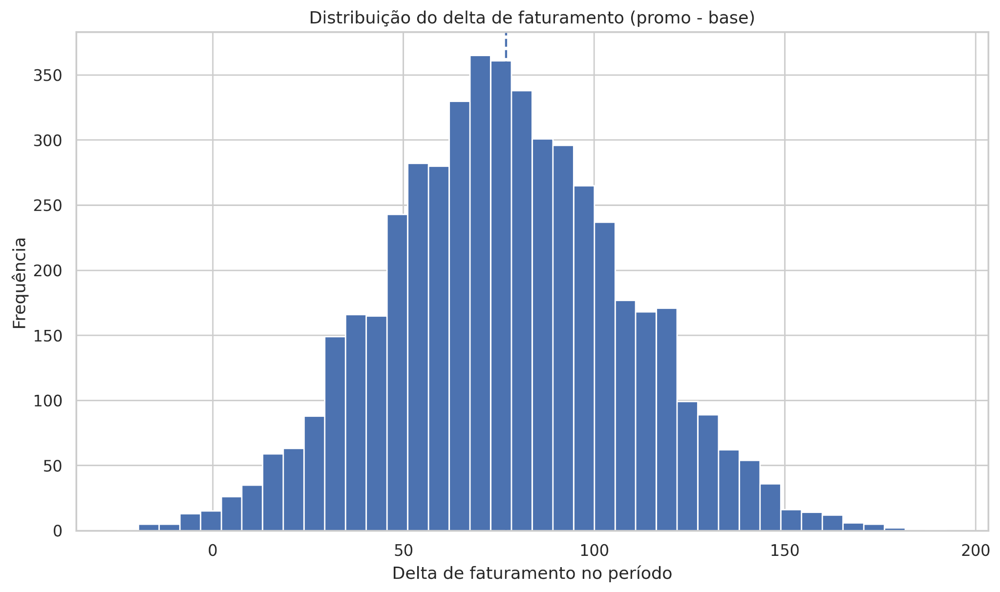 Distribuição do delta de faturamento (promo - base)
Frequência
350
300
250
200
150
100
50
0
0 50 100 150 200
Delta de faturamento no período